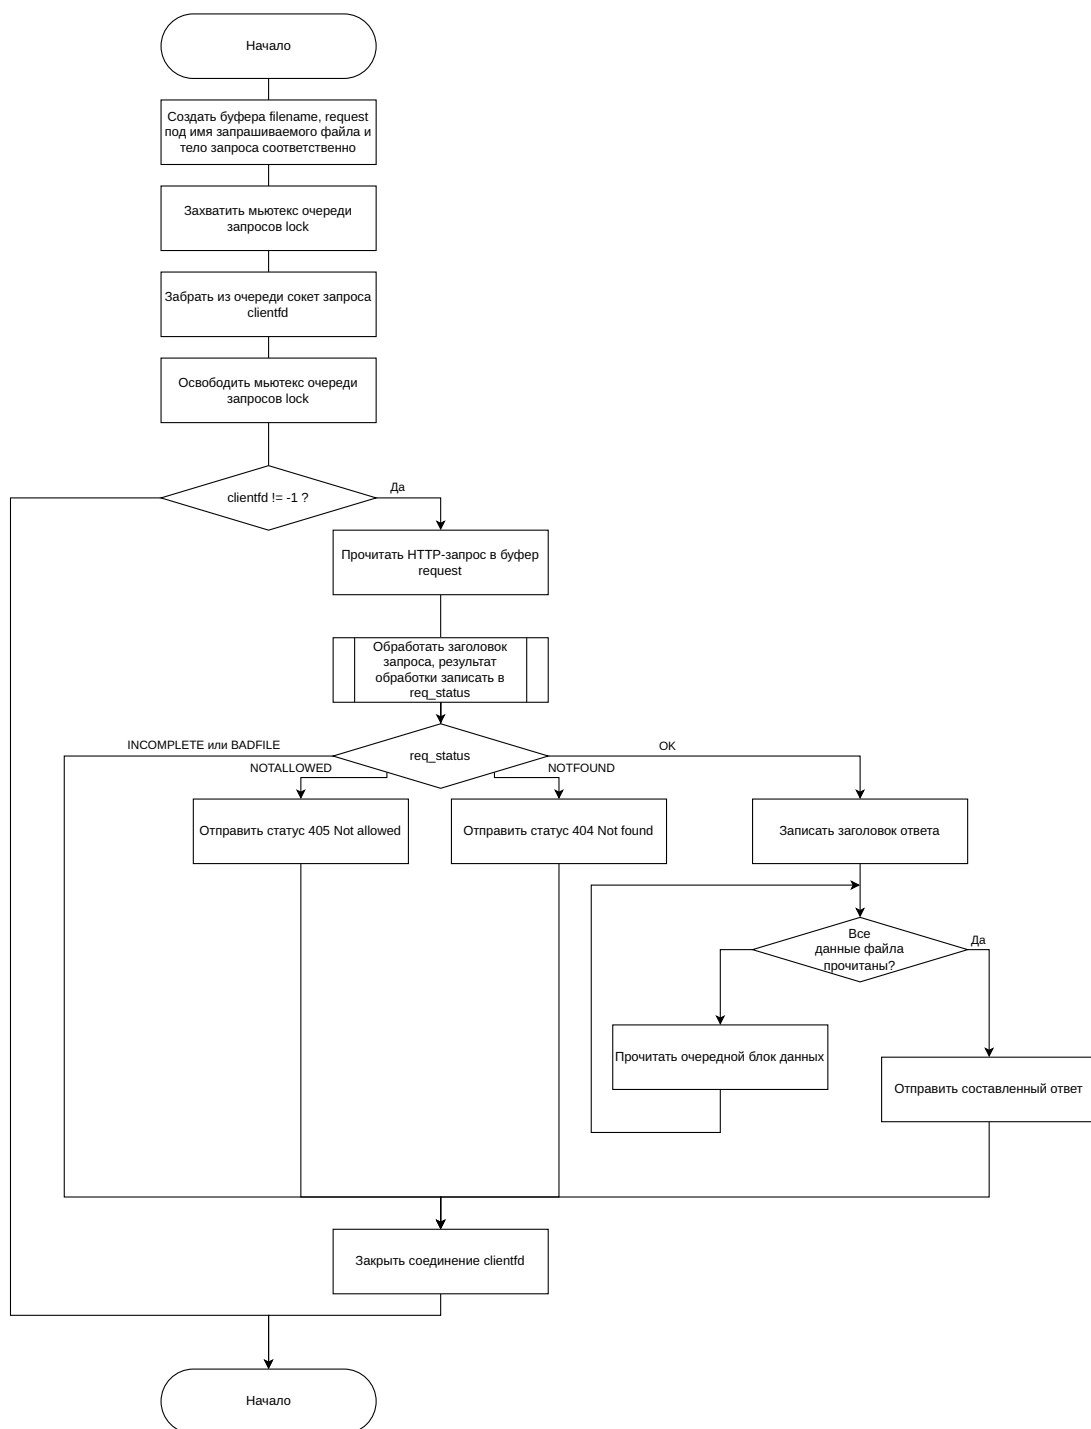 Начало
Создать буфера filename, request
под имя запрашиваемого файла и
тело запроса соответственно
Захватить мьютекс очереди
запросов lock
Забрать из очереди сокет запроса
clientfd
Освободить мьютекс очереди
запросов lock
clientfd != -1 ?
Да
Прочитать HTTP-запрос в буфер
request
Обработать заголовок
запроса, результат
обработки записать в
req_status
INCOMPLETE или BADFILE
req_status
OK
NOTALLOWED
NOTFOUND
Отправить статус 405 Not allowed
Отправить статус 404 Not found
Записать заголовок ответа
Все
данные файла
прочитаны?
Да
Прочитать очередной блок данных
Отправить составленный ответ
Закрыть соединение clientfd
Начало